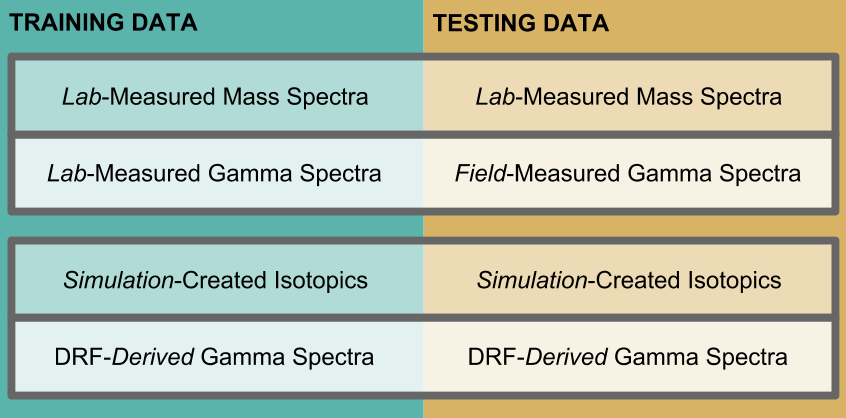 TRAINING DATA
TESTING DATA
Lab-Measured Mass Spectra
Lab-Measured Mass Spectra
Lab-Measured Gamma Spectra
Field-Measured Gamma Spectra
Simulation-Created Isotopics
Simulation-Created Isotopics
DRF-Derived Gamma Spectra
DRF-Derived Gamma Spectra